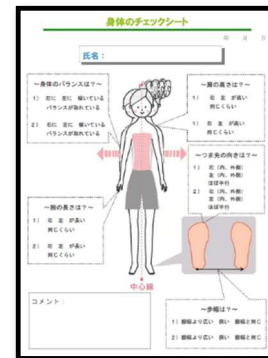 身体のチェックシート
年 月 日
氏名：
～身体のバランスは？～
1） 右に 左に 傾いている
バランスが取れている
2） 右に 左に 傾いている
バランスが取れている
～肩の高さは？～
1） 右 左 が高い
同じくらい
2） 右 左 が高い
同じくらい
～つま先の向きは？～
1） 右（内、外側）
左（内、外側）
ほぼ平行
2） 右（内、外側）
左（内、外側）
ほぼ平行
～腕の長さは？～
1） 右 左 が長い
同じくらい
2） 右 左 が長い
同じくらい
中心線
コメント：
～歩幅は？～
1）腰幅より広い 狭い 腰幅と同じ
2）腰幅より広い 狭い 腰幅と同じ